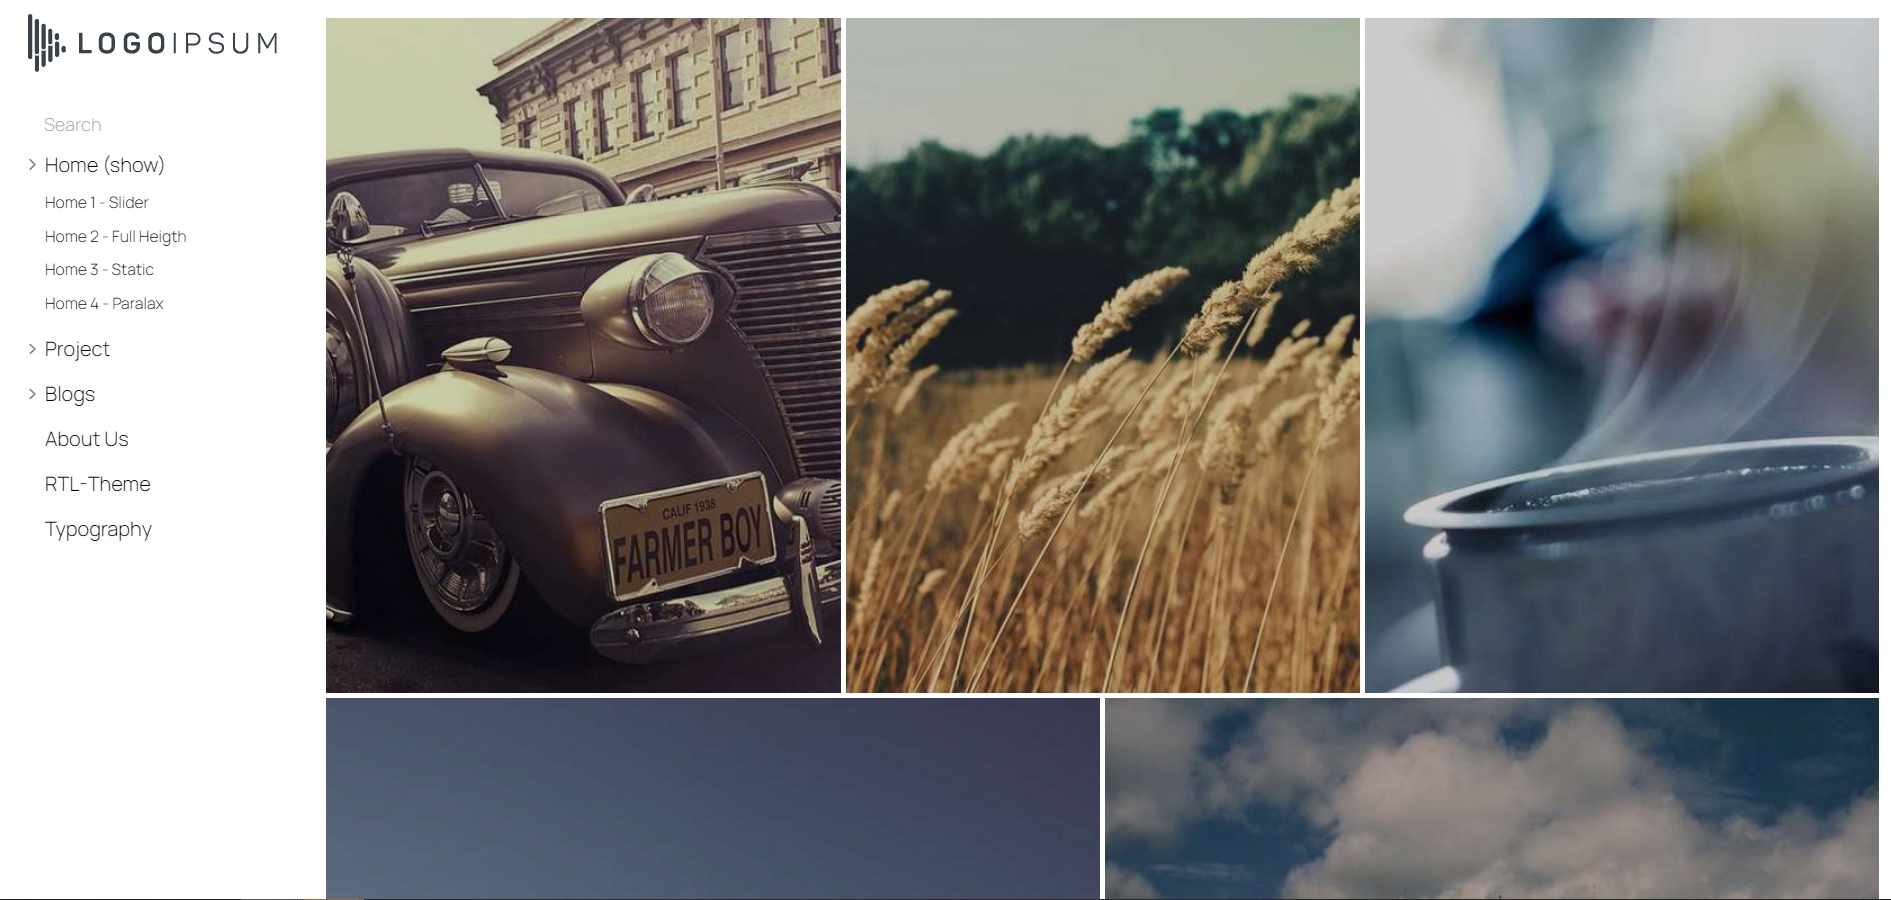 LOGOIPSUM
Search
Home (show)
Home 1 - Slider
Home 2 - Full Heigth
Home 3 - Static
Home 4 - Paralax
Project
Blogs
About Us
RTL-Theme
Typography
CALIF 1936
FARMER BOY